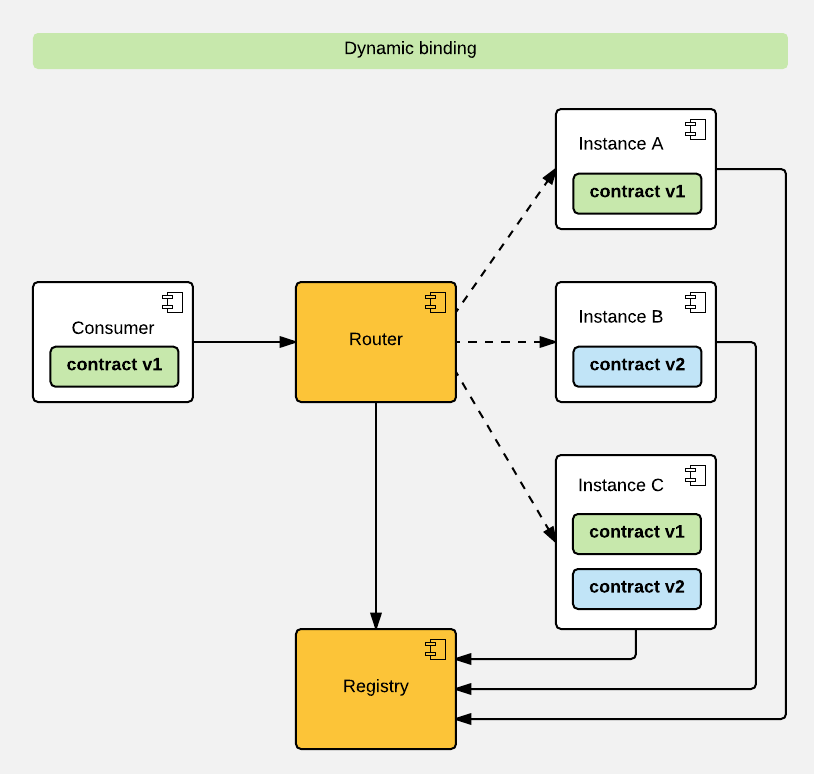 Dynamic binding
Instance A
contract v1
Consumer
contract v1
Router
Instance B
contract v2
Instance C
contract v1
contract v2
Registry